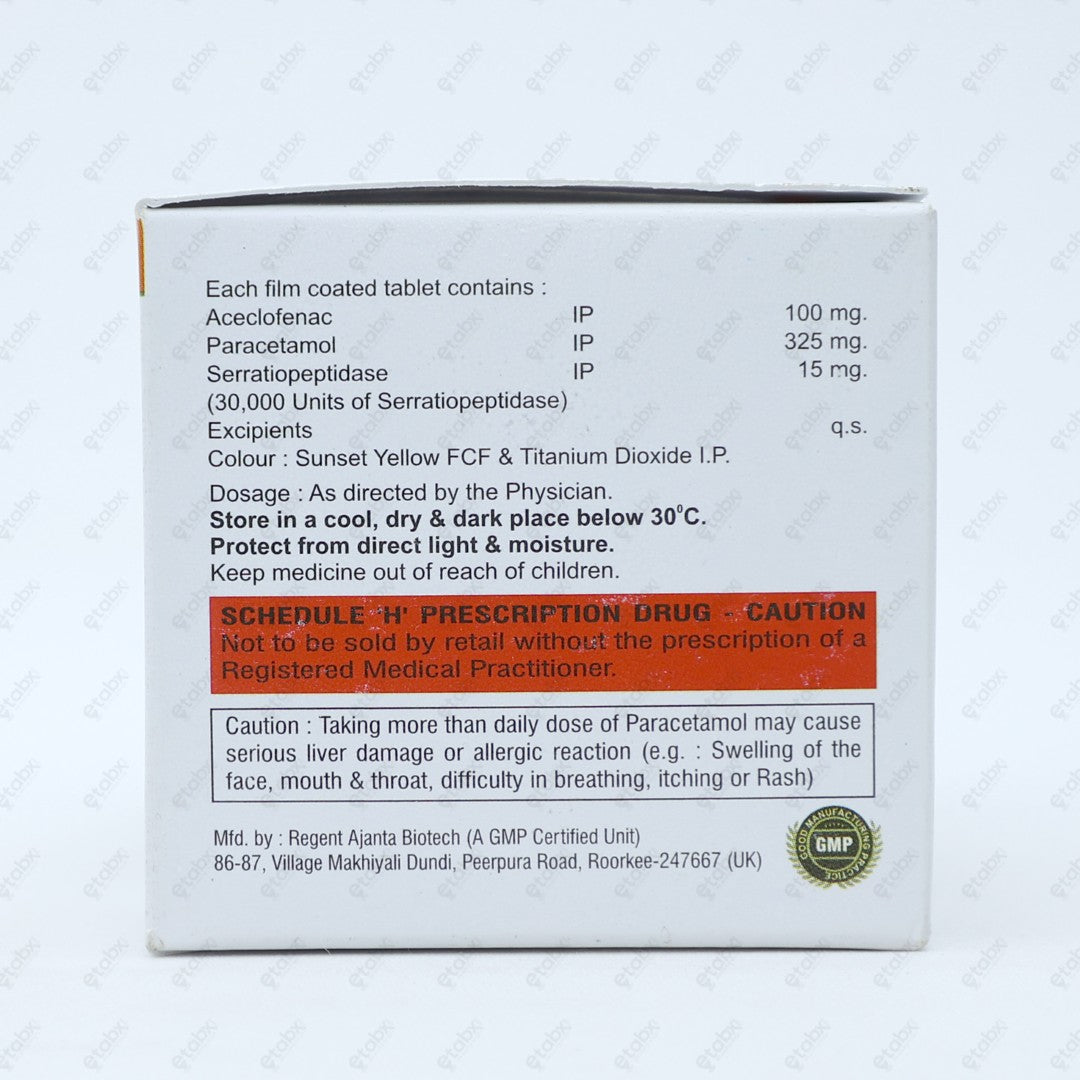 Each film coated tablet contains :
Aceclofenac IP 100 mg.
Paracetamol IP 325 mg.
Serratiopeptidase IP 15 mg.
(30,000 Units of Serratiopeptidase)
Excipients q.s.
Colour : Sunset Yellow FCF & Titanium Dioxide I.P.
Dosage : As directed by the Physician.
Store in a cool, dry & dark place below 30⁰C.
Protect from direct light & moisture.
Keep medicine out of reach of children.
SCHEDULE 'H' PRESCRIPTION DRUG - CAUTION
Not to be sold by retail without the prescription of a
Registered Medical Practitioner.
Caution : Taking more than daily dose of Paracetamol may cause
serious liver damage or allergic reaction (e.g. : Swelling of the
face, mouth & throat, difficulty in breathing, itching or Rash)
Mfd. by : Regent Ajanta Biotech (A GMP Certified Unit)
86-87, Village Makhiyali Dundi, Peerpura Road, Roorkee-247667 (UK)
GOOD MANUFACTURING
GMP
PRACTICE
etabx